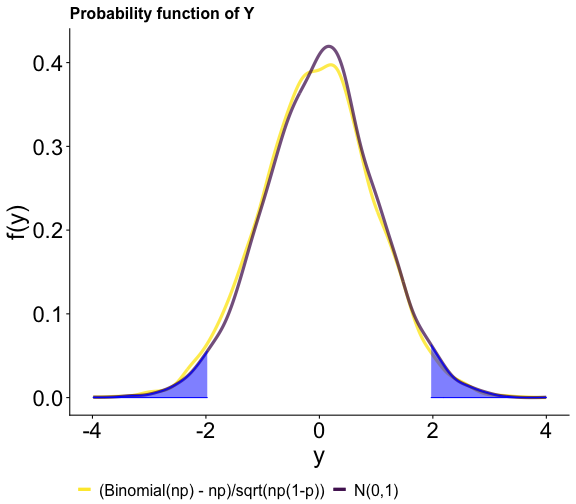 Probability function of Y
0.4
0.3
0.2
0.1
0.0
f(y)
-4 -2 0 2 4
y
(Binomial(np) - np)/sqrt(np(1-p)) N(0,1)